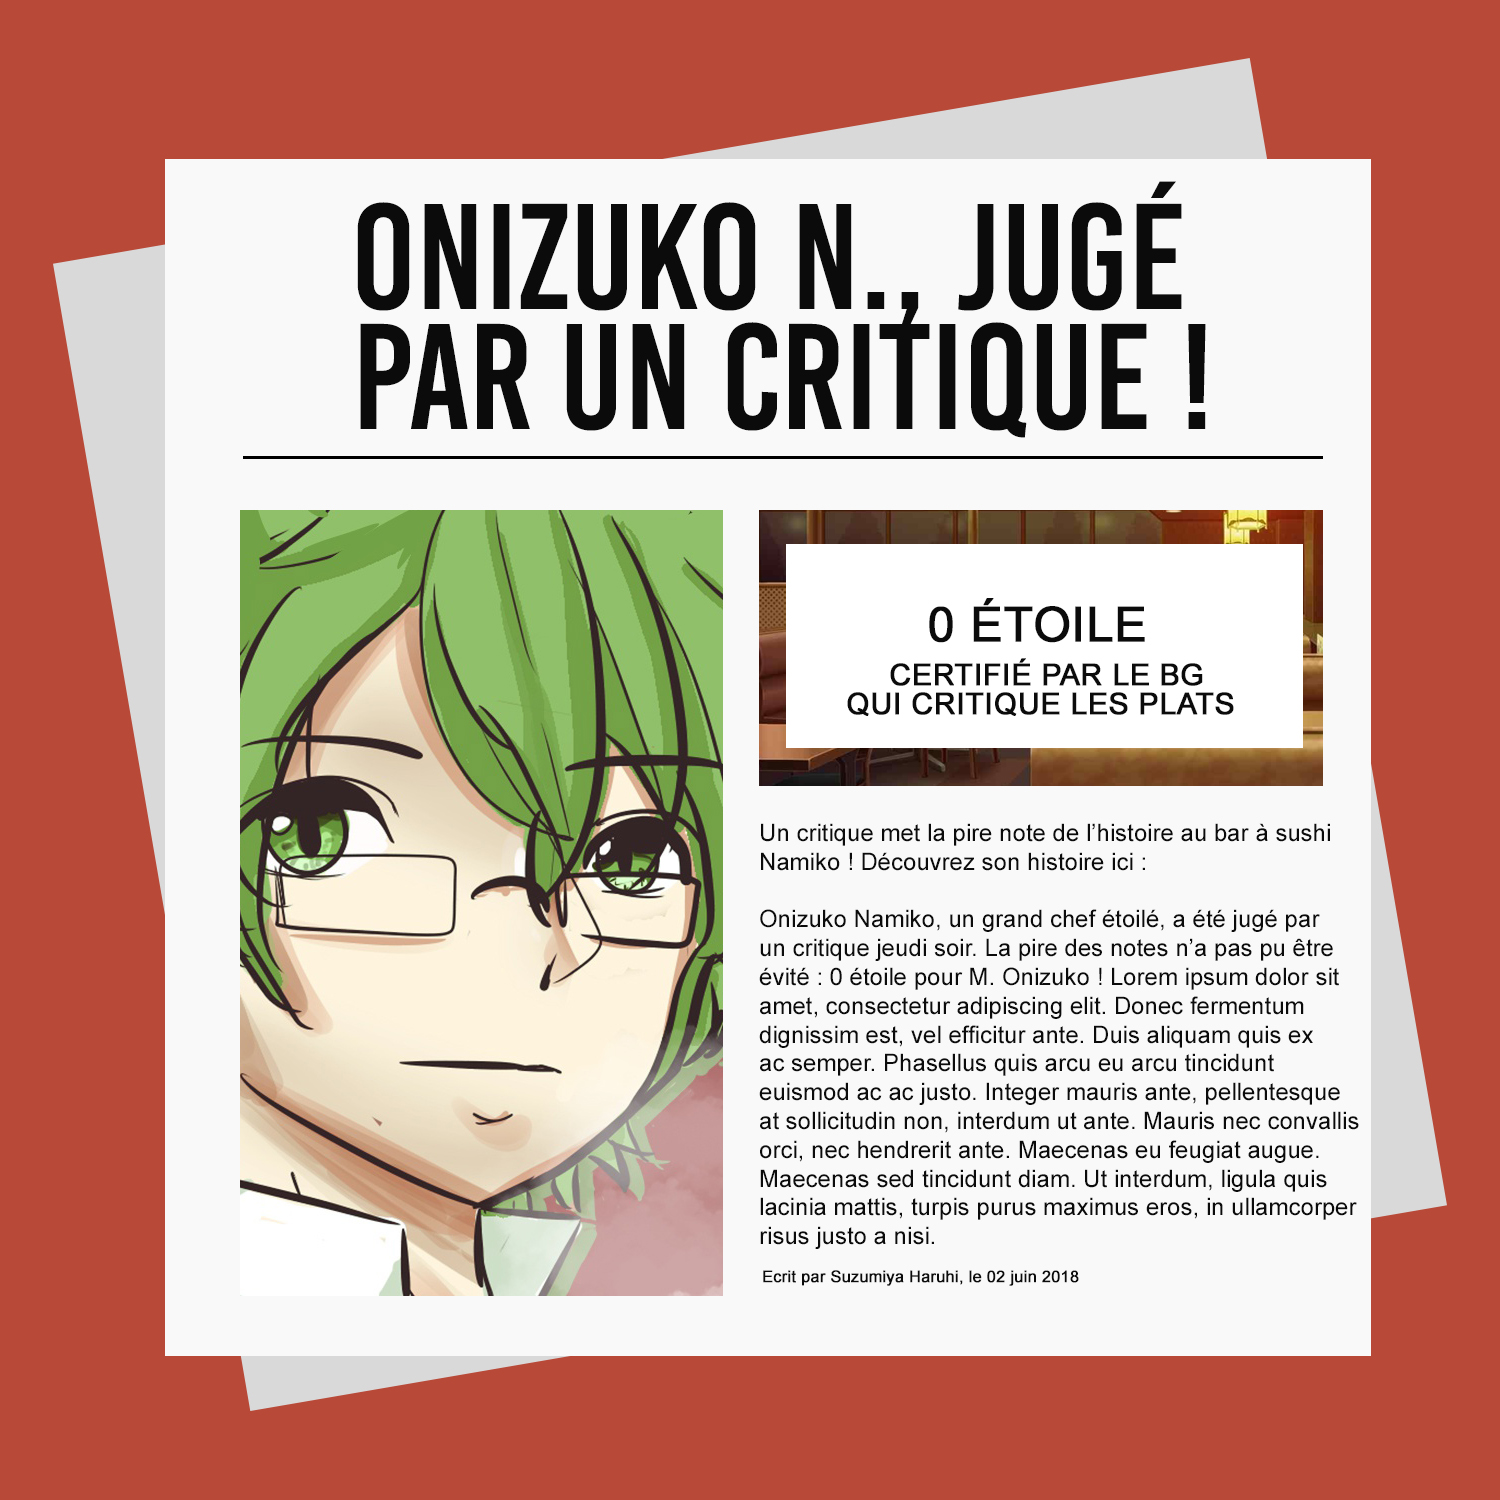 ONIZUKO N., JUGÉ
PAR UN CRITIQUE !
0 ÉTOILE
CERTIFIÉ PAR LE BG
QUI CRITIQUE LES PLATS
Un critique met la pire note de l’histoire au bar à sushi
Namiko ! Découvrez son histoire ici :
Onizuko Namiko, un grand chef étoilé, a été jugé par
un critique jeudi soir. La pire des notes n’a pas pu être
évité : 0 étoile pour M. Onizuko ! Lorem ipsum dolor sit
amet, consectetur adipiscing elit. Donec fermentum
dignissim est, vel efficitur ante. Duis aliquam quis ex
ac semper. Phasellus quis arcu eu arcu tincidunt
euismod ac ac justo. Integer mauris ante, pellentesque
at sollicitudin non, interdum ut ante. Mauris nec convallis
orci, nec hendrerit ante. Maecenas eu feugiat augue.
Maecenas sed tincidunt diam. Ut interdum, ligula quis
lacinia mattis, turpis purus maximus eros, in ullamcorper
risus justo a nisi.
Ecrit par Suzumiya Haruhi, le 02 juin 2018